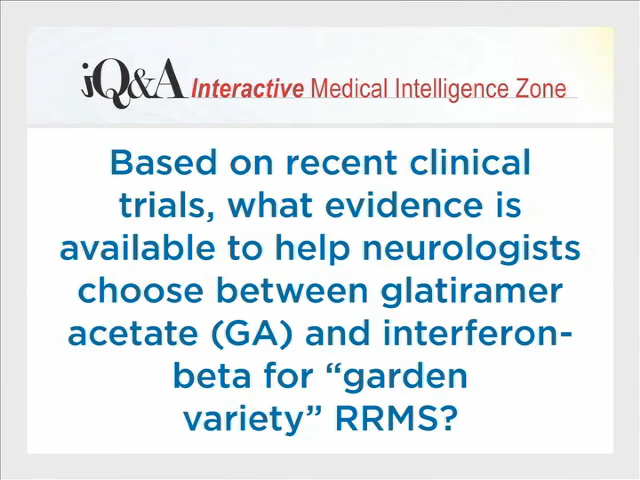 jQ&A Interactive Medical Intelligence Zone
Based on recent clinical
trials, what evidence is
available to help neurologists
choose between glatiramer
acetate (GA) and interferon-
beta for “garden
variety” RRMS?